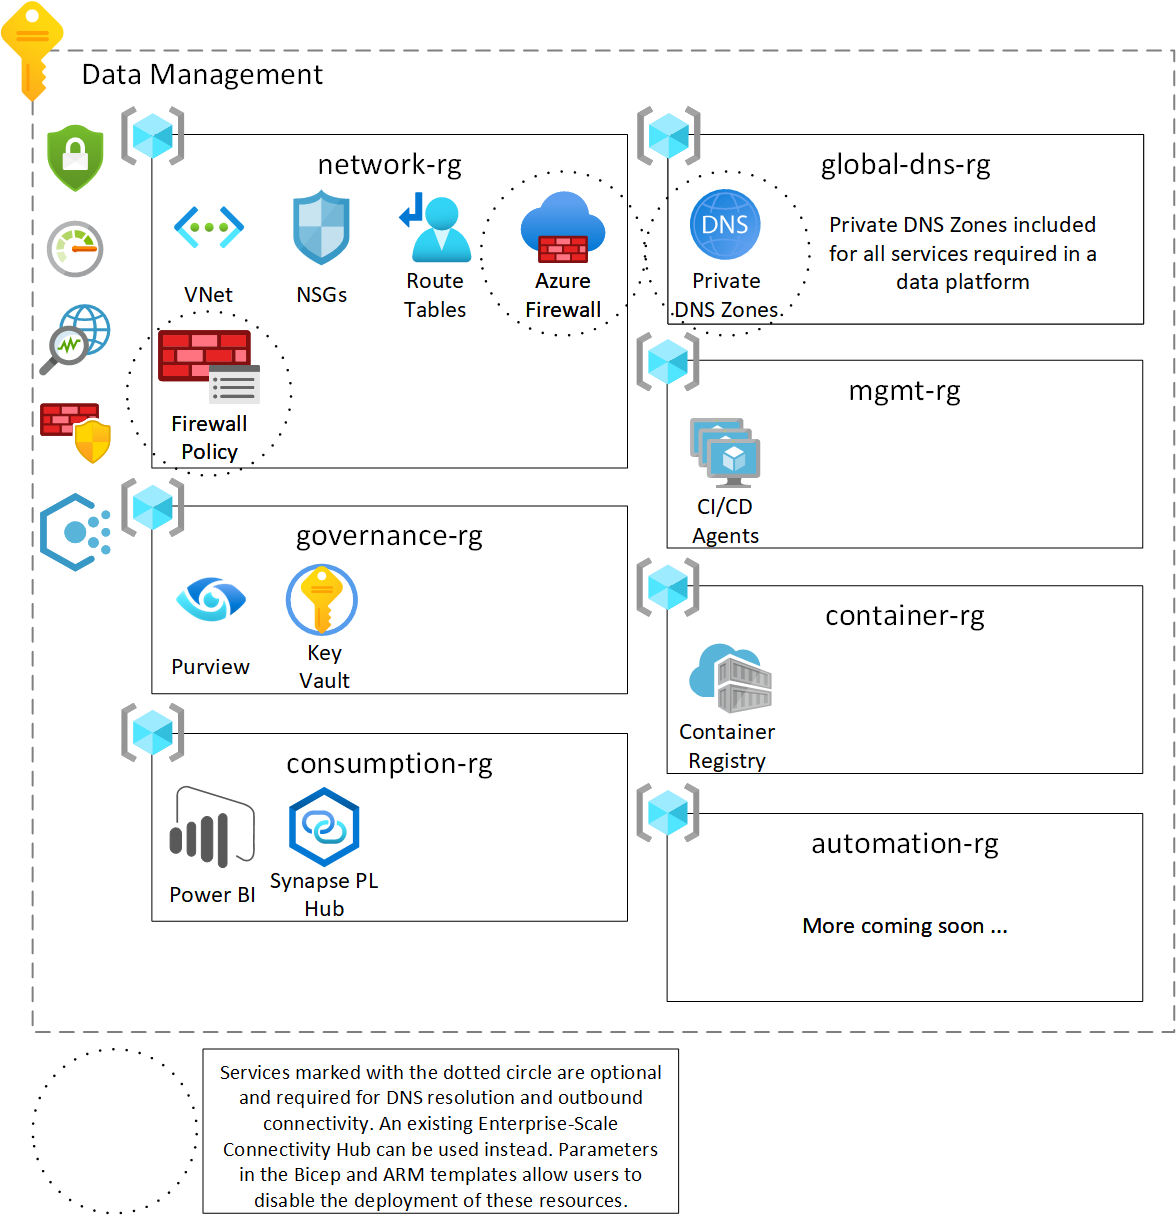 Data Management
network-rg
VNet
NSGs
Route
Tables
Azure
Firewall
Firewall
Policy
global-dns-rg
DNS
Private
DNS Zones
Private DNS Zones included
for all services required in a
data platform
mgmt-rg
CI/CD
Agents
governance-rg
Purview
Key
Vault
container-rg
Container
Registry
consumption-rg
Power BI
Synapse PL
Hub
automation-rg
More coming soon ...
Services marked with the dotted circle are optional
and required for DNS resolution and outbound
connectivity. An existing Enterprise-Scale
Connectivity Hub can be used instead. Parameters
in the Bicep and ARM templates allow users to
disable the deployment of these resources.